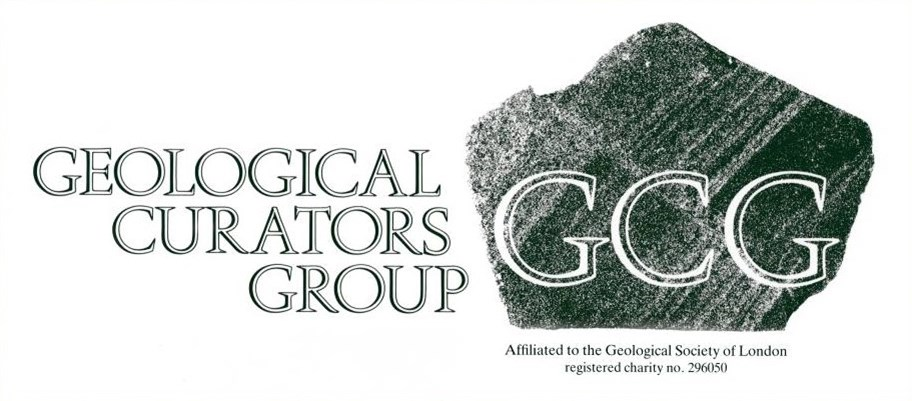 GEOLOGICAL
CURATORS
GROUP
GCG
Affiliated to the Geological Society of London
registered charity no. 296050